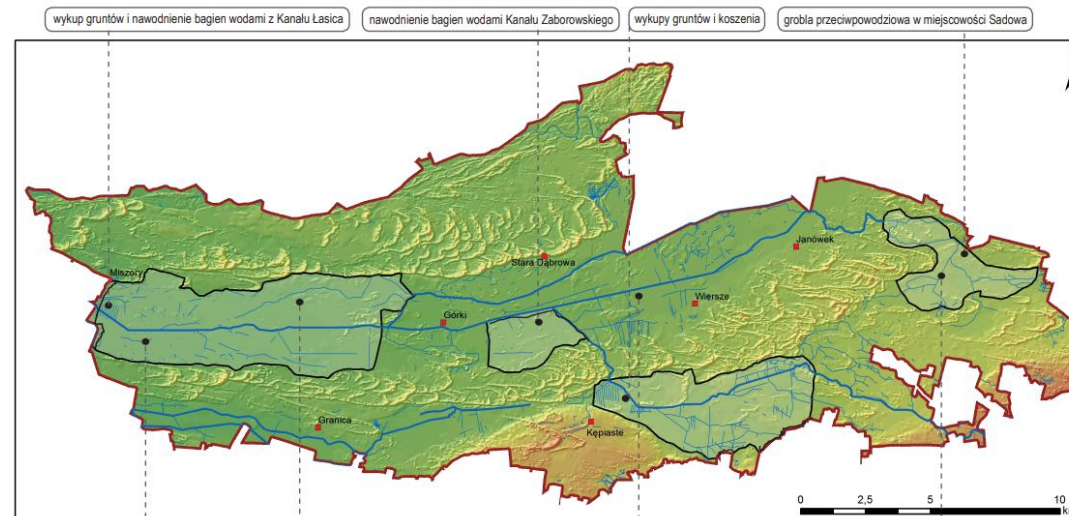 wykup gruntów i nawodnienie bagien wodami z Kanału Łasica
nawodnienie bagien wodami Kanału Zaborowskiego
wykupy gruntów i koszenia
grobla przeciwpowodziowa w miejscowości Sadowa
Janówek
Stara Dąbrowa
Miszory
Wiersze
Górki
Granica
Kępiaste
0 2,5 5 10
km